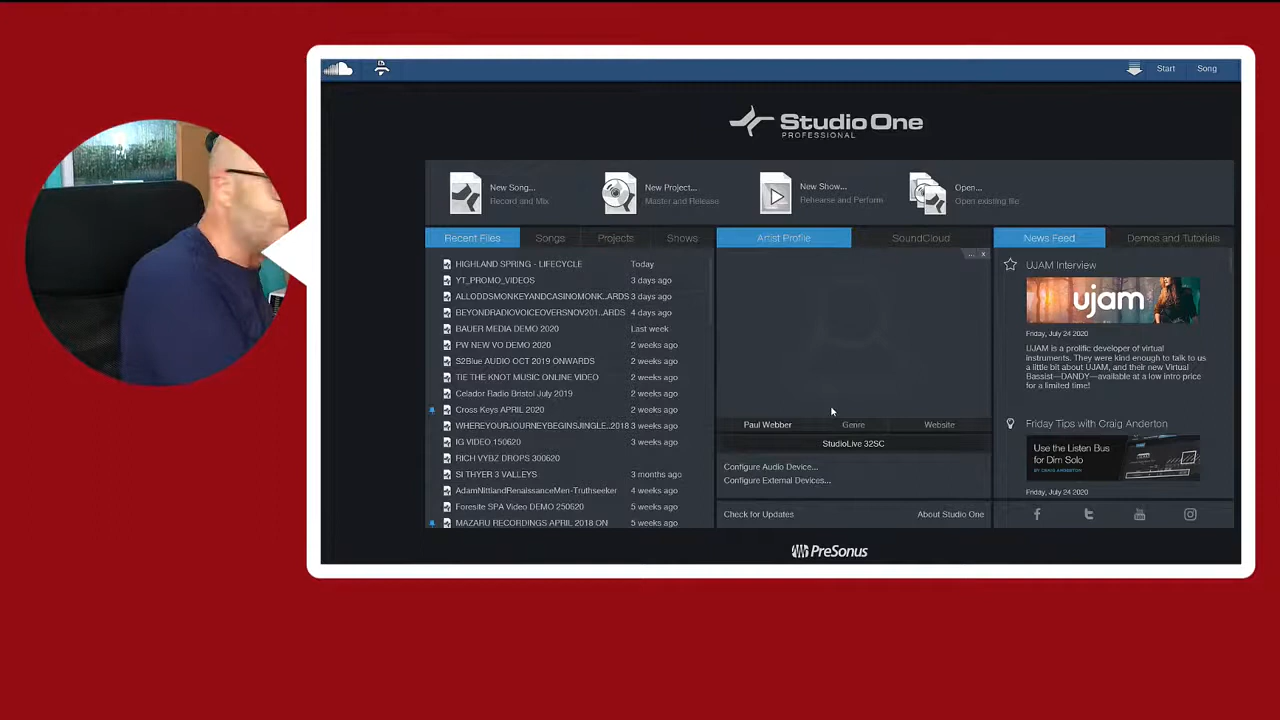 Start Song
Studio One
PROFESSIONAL
New Song...
Record and Mix
New Project...
Master and Release
New Show...
Rehearse and Perform
Open...
Open existing file
Recent Files Songs Projects Shows
HIGHLAND SPRING - LIFECYCLE Today
YT_PROMO_VIDEOS 3 days ago
ALLODDSMONKEYANDCASINOMONK..ARDS 3 days ago
BEYONDRADIOVOICEOVERSNOV201..ARDS 4 days ago
BAUER MEDIA DEMO 2020 Last week
PW NEW VO DEMO 2020 2 weeks ago
S2Blue AUDIO OCT 2019 ONWARDS 2 weeks ago
TIE THE KNOT MUSIC ONLINE VIDEO 2 weeks ago
Celador Radio Bristol July 2019 2 weeks ago
Cross Keys APRIL 2020 2 weeks ago
WHEREYOURJOURNEYBEGINSJINGLE..2018 3 weeks ago
IG VIDEO 150620 3 weeks ago
RICH VYBZ DROPS 300620
SI THYER 3 VALLEYS 3 months ago
AdamNittiandRenaissanceMen-Truthseeker 4 weeks ago
Foresite SPA Video DEMO 250620 5 weeks ago
MAZARU RECORDINGS APRIL 2018 ON 5 weeks ago
Artist Profile SoundCloud
... x
Paul Webber Genre Website
StudioLive 32SC
Configure Audio Device...
Configure External Devices...
Check for Updates About Studio One
News Feed Demos and Tutorials
UJAM Interview
ujam
Friday, July 24 2020
UJAM is a prolific developer of virtual
instruments. They were kind enough to talk to us
a little bit about UJAM, and their new Virtual
Bassist—DANDY—available at a low intro price
for a limited time!
Friday Tips with Craig Anderton
Use the Listen Bus
for Dim Solo
BY CRAIG ANDERTON
Friday, July 24 2020
PreSonus